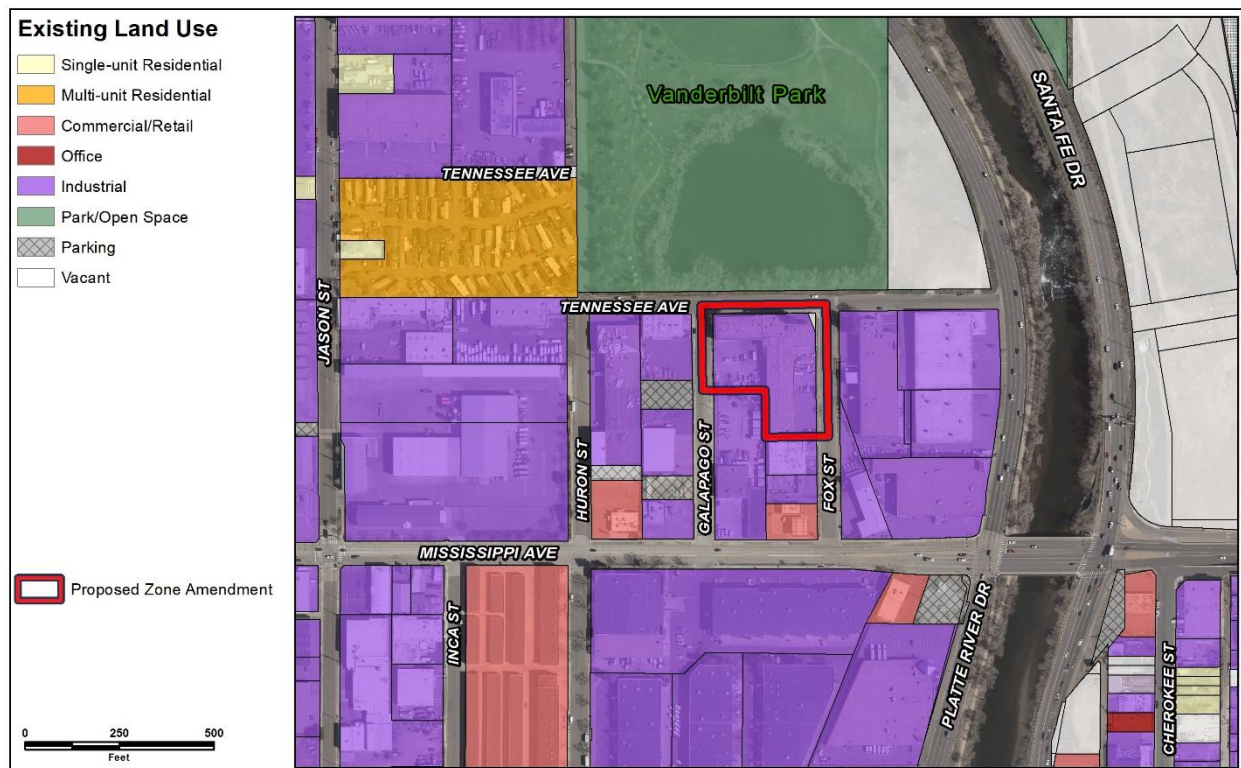 Existing Land Use
Single-unit Residential
Multi-unit Residential
Commercial/Retail
Office
Industrial
Park/Open Space
Parking
Vacant
Proposed Zone Amendment
0 250 500
Feet
Vanderbilt Park
SANTA FE DR
TENNESSEE AVE
JASON ST
TENNESSEE AVE
HURON ST
GALAPAGO ST
FOX ST
MISSISSIPPI AVE
INCA ST
PLATTE RIVER DR
CHEROKEE ST